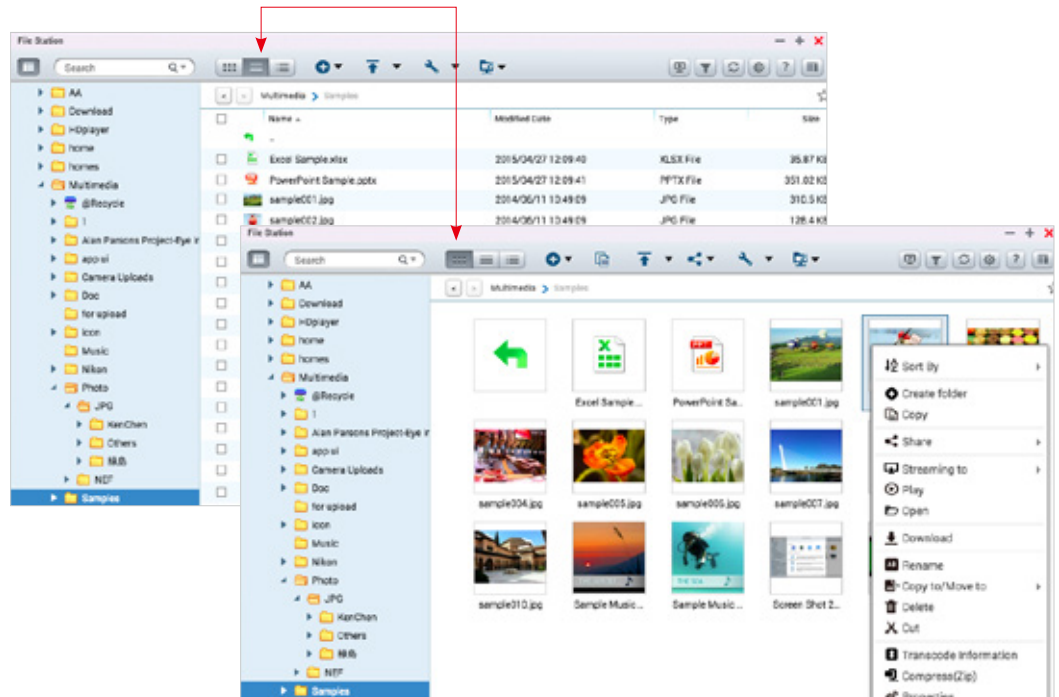 File Station
Search
AA
Download
HDplayer
home
homes
Multimedia
@Recycle
1
Alan Parsons Project-Eye ir
app-ui
Camera Uploads
Doc
for upload
icon
Music
Nikon
Photo
JPG
KenChen
Others
NEF
Samples
Multimedia > Samples
Name Modified Date Type Size
Excel Sample.xlsx 2015/04/27 12:09:40 XLSX File 35.87 KB
PowerPoint Sample.pptx 2015/04/27 12:09:41 PPTX File 351.02 KB
sample001.jpg 2014/06/11 10:49:09 JPG File 310.5 KB
sample002.jpg 2014/06/11 10:49:09 JPG File 128.4 KB
File Station
Search
AA
Download
HDplayer
home
homes
Multimedia
@Recycle
1
Alan Parsons Project-Eye ir
app-ui
Camera Uploads
Doc
for upload
icon
Music
Nikon
Photo
JPG
KenChen
Others
NEF
Samples
Multimedia > Samples
Excel Sample... PowerPoint Sa... sample001.jpg
sample004.jpg sample005.jpg sample006.jpg sample007.jpg
sample010.jpg Sample Music... Sample Music... Screen Shot 2...
Sort By
Create folder
Copy
Share
Streaming to
Play
Open
Download
Rename
Copy to/Move to
Delete
Cut
Transcode Information
Compress(Zip)
Properties